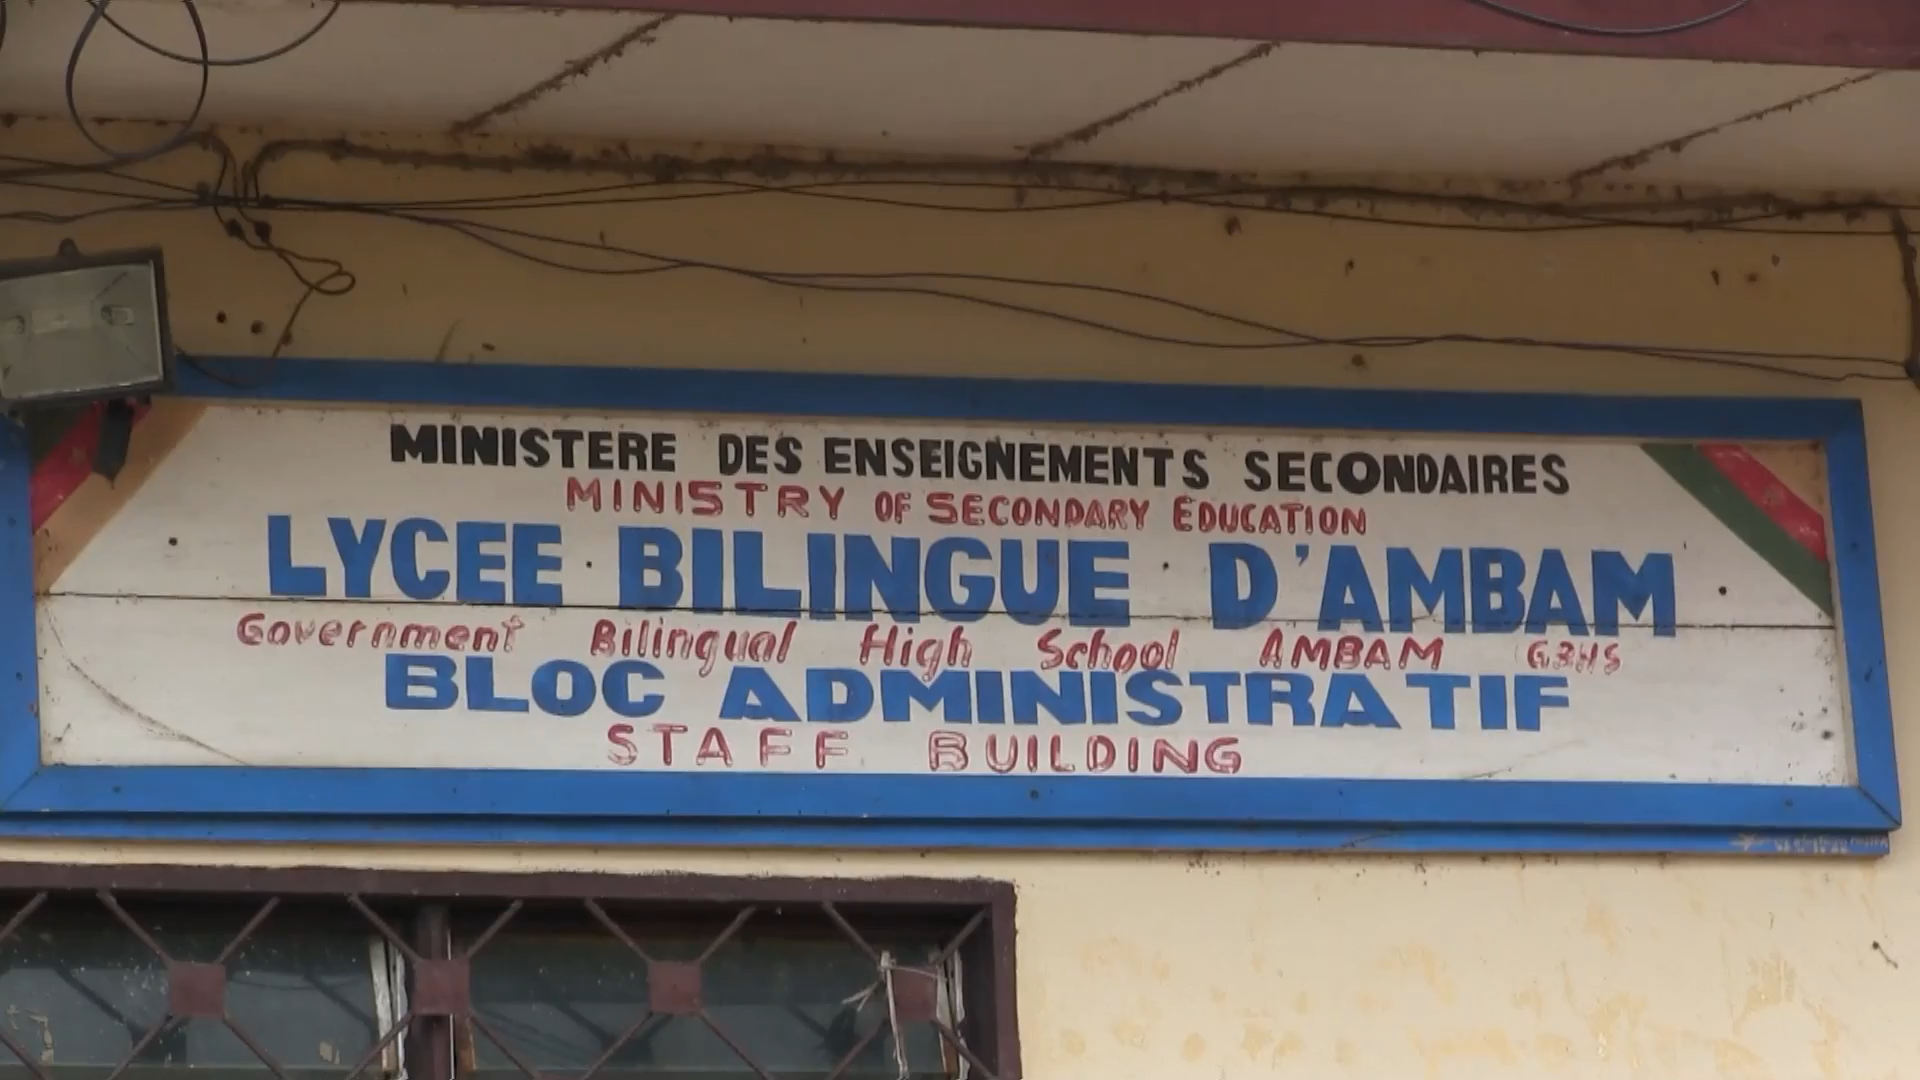 MINISTERE DES ENSEIGNEMENTS SECONDAIRES
MINISTRY OF SECONDARY EDUCATION
LYCEE BILINGUE D'AMBAM
Government Bilingual High School AMBAM GBHS
BLOC ADMINISTRATIF
STAFF BUILDING